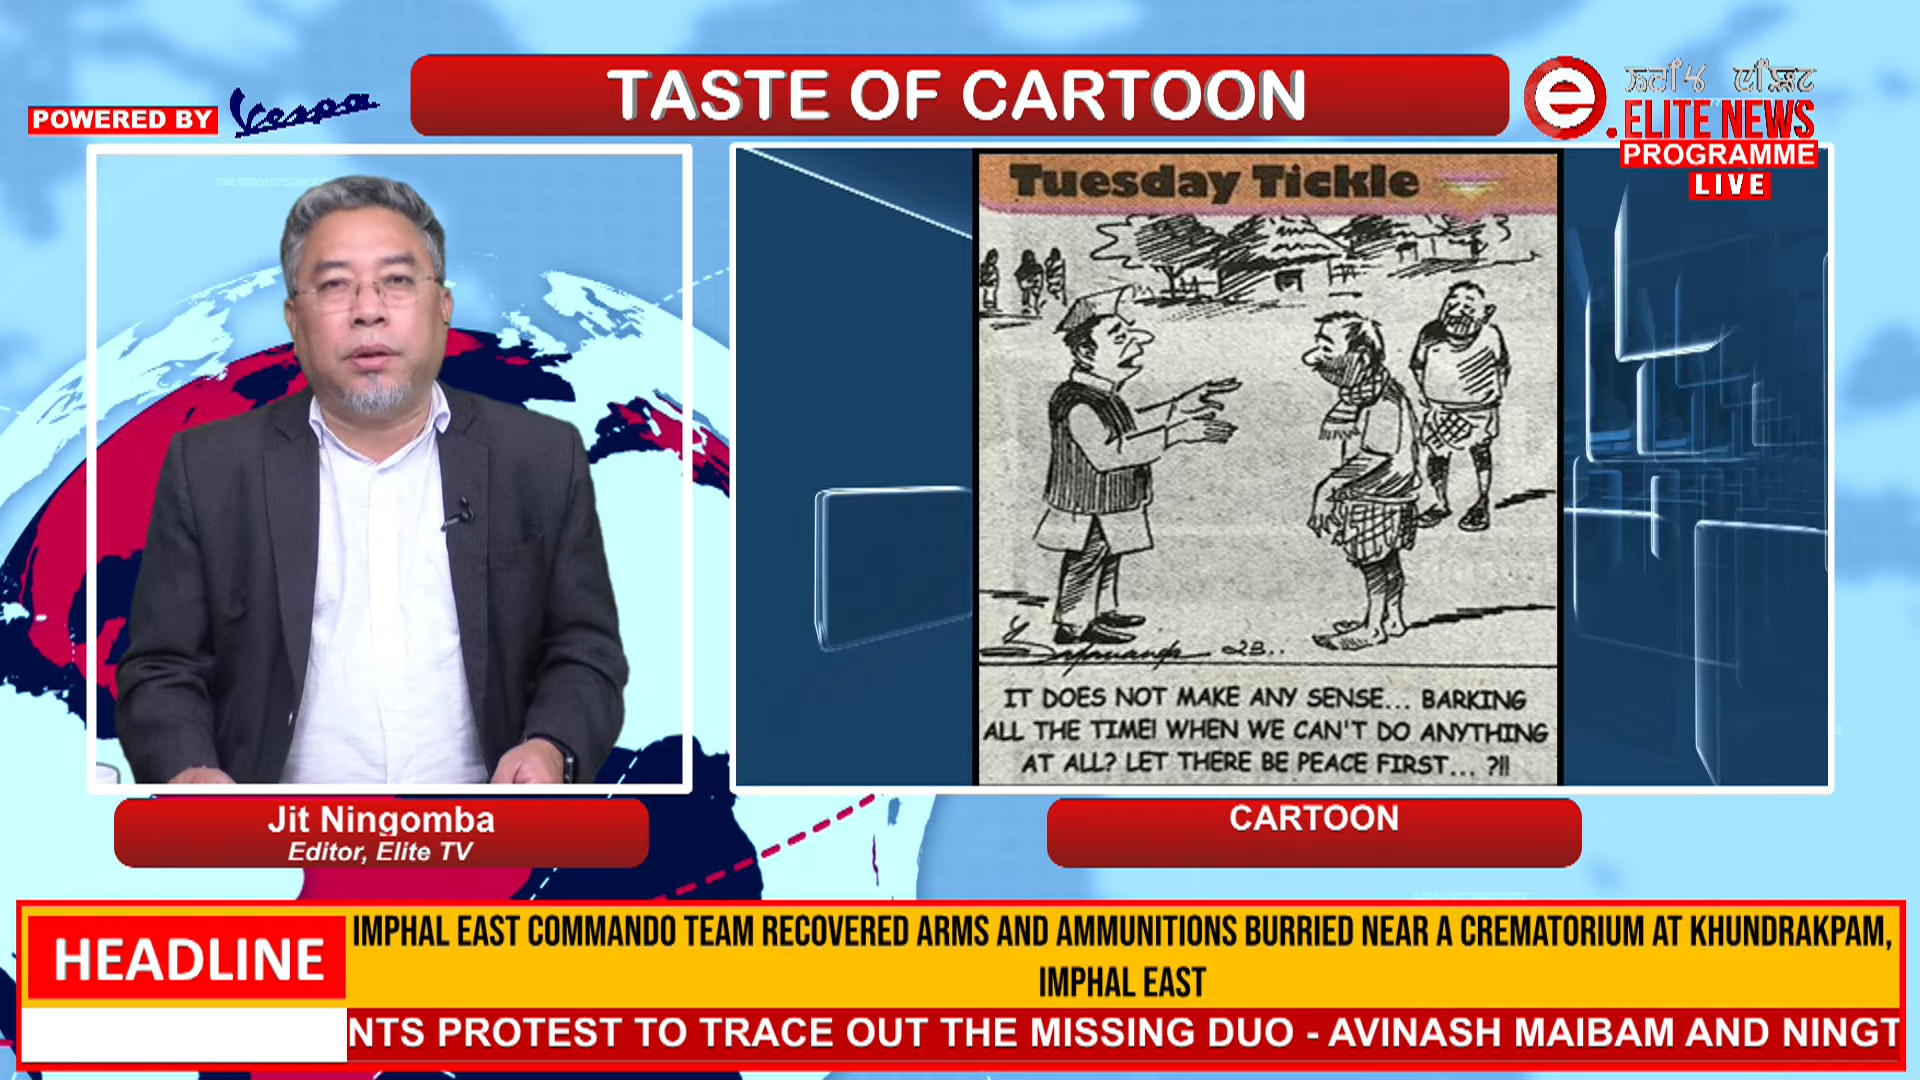 TASTE OF CARTOON
POWERED BY Vespa
e
.ELITE NEWS
PROGRAMME
LIVE
Tuesday Tickle
IT DOES NOT MAKE ANY SENSE... BARKING
ALL THE TIME! WHEN WE CAN'T DO ANYTHING
AT ALL? LET THERE BE PEACE FIRST... ?!!
Jit Ningomba
Editor, Elite TV
CARTOON
HEADLINE
IMPHAL EAST COMMANDO TEAM RECOVERED ARMS AND AMMUNITIONS BURRIED NEAR A CREMATORIUM AT KHUNDRAKPAM,
IMPHAL EAST
NTS PROTEST TO TRACE OUT THE MISSING DUO - AVINASH MAIBAM AND NINGT